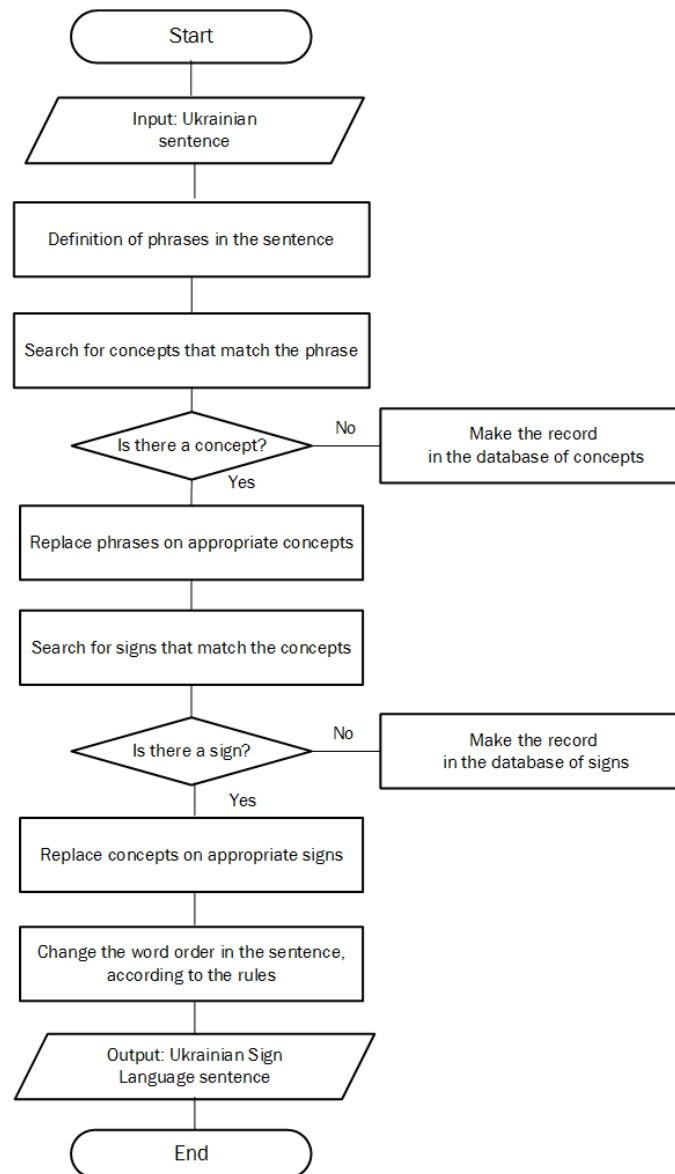 Start
Input: Ukrainian
sentence
Definition of phrases in the sentence
Search for concepts that match the phrase
Is there a concept?
No
Make the record
in the database of concepts
Yes
Replace phrases on appropriate concepts
Search for signs that match the concepts
Is there a sign?
No
Make the record
in the database of signs
Yes
Replace concepts on appropriate signs
Change the word order in the sentence,
according to the rules
Output: Ukrainian Sign
Language sentence
End